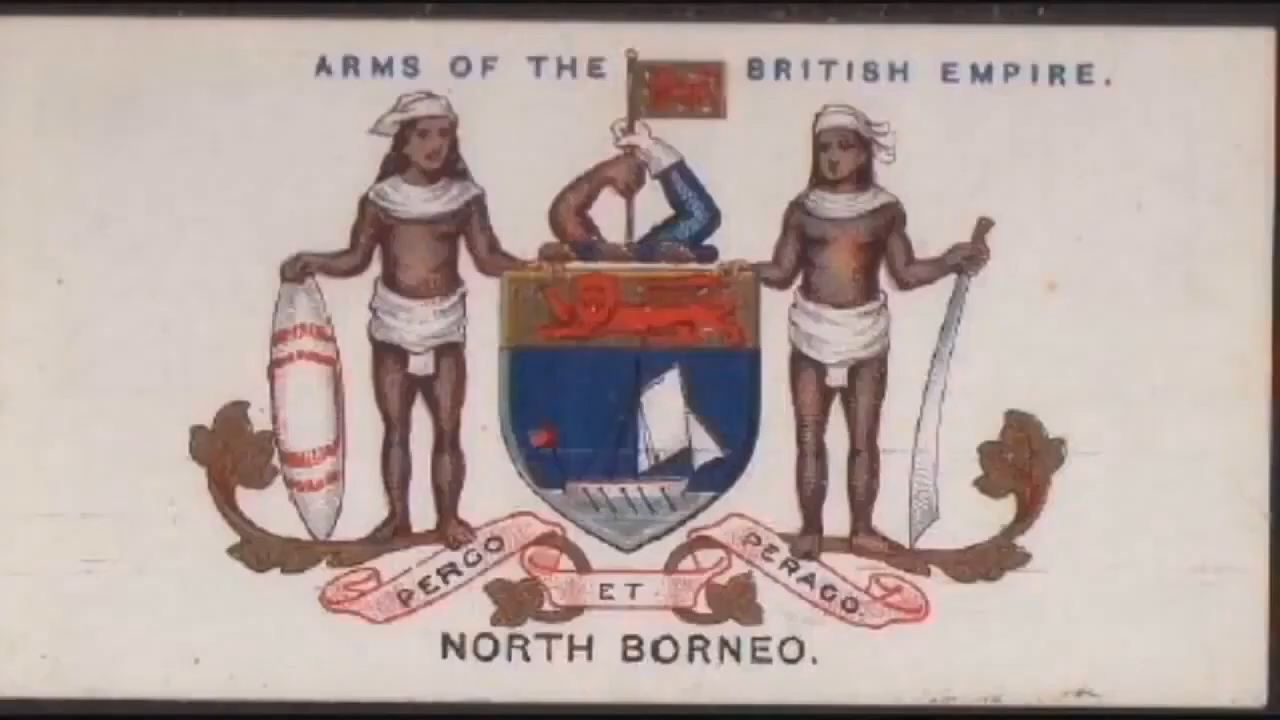 ARMS OF THE BRITISH EMPIRE.
PERGO ET PERAGO.
NORTH BORNEO.